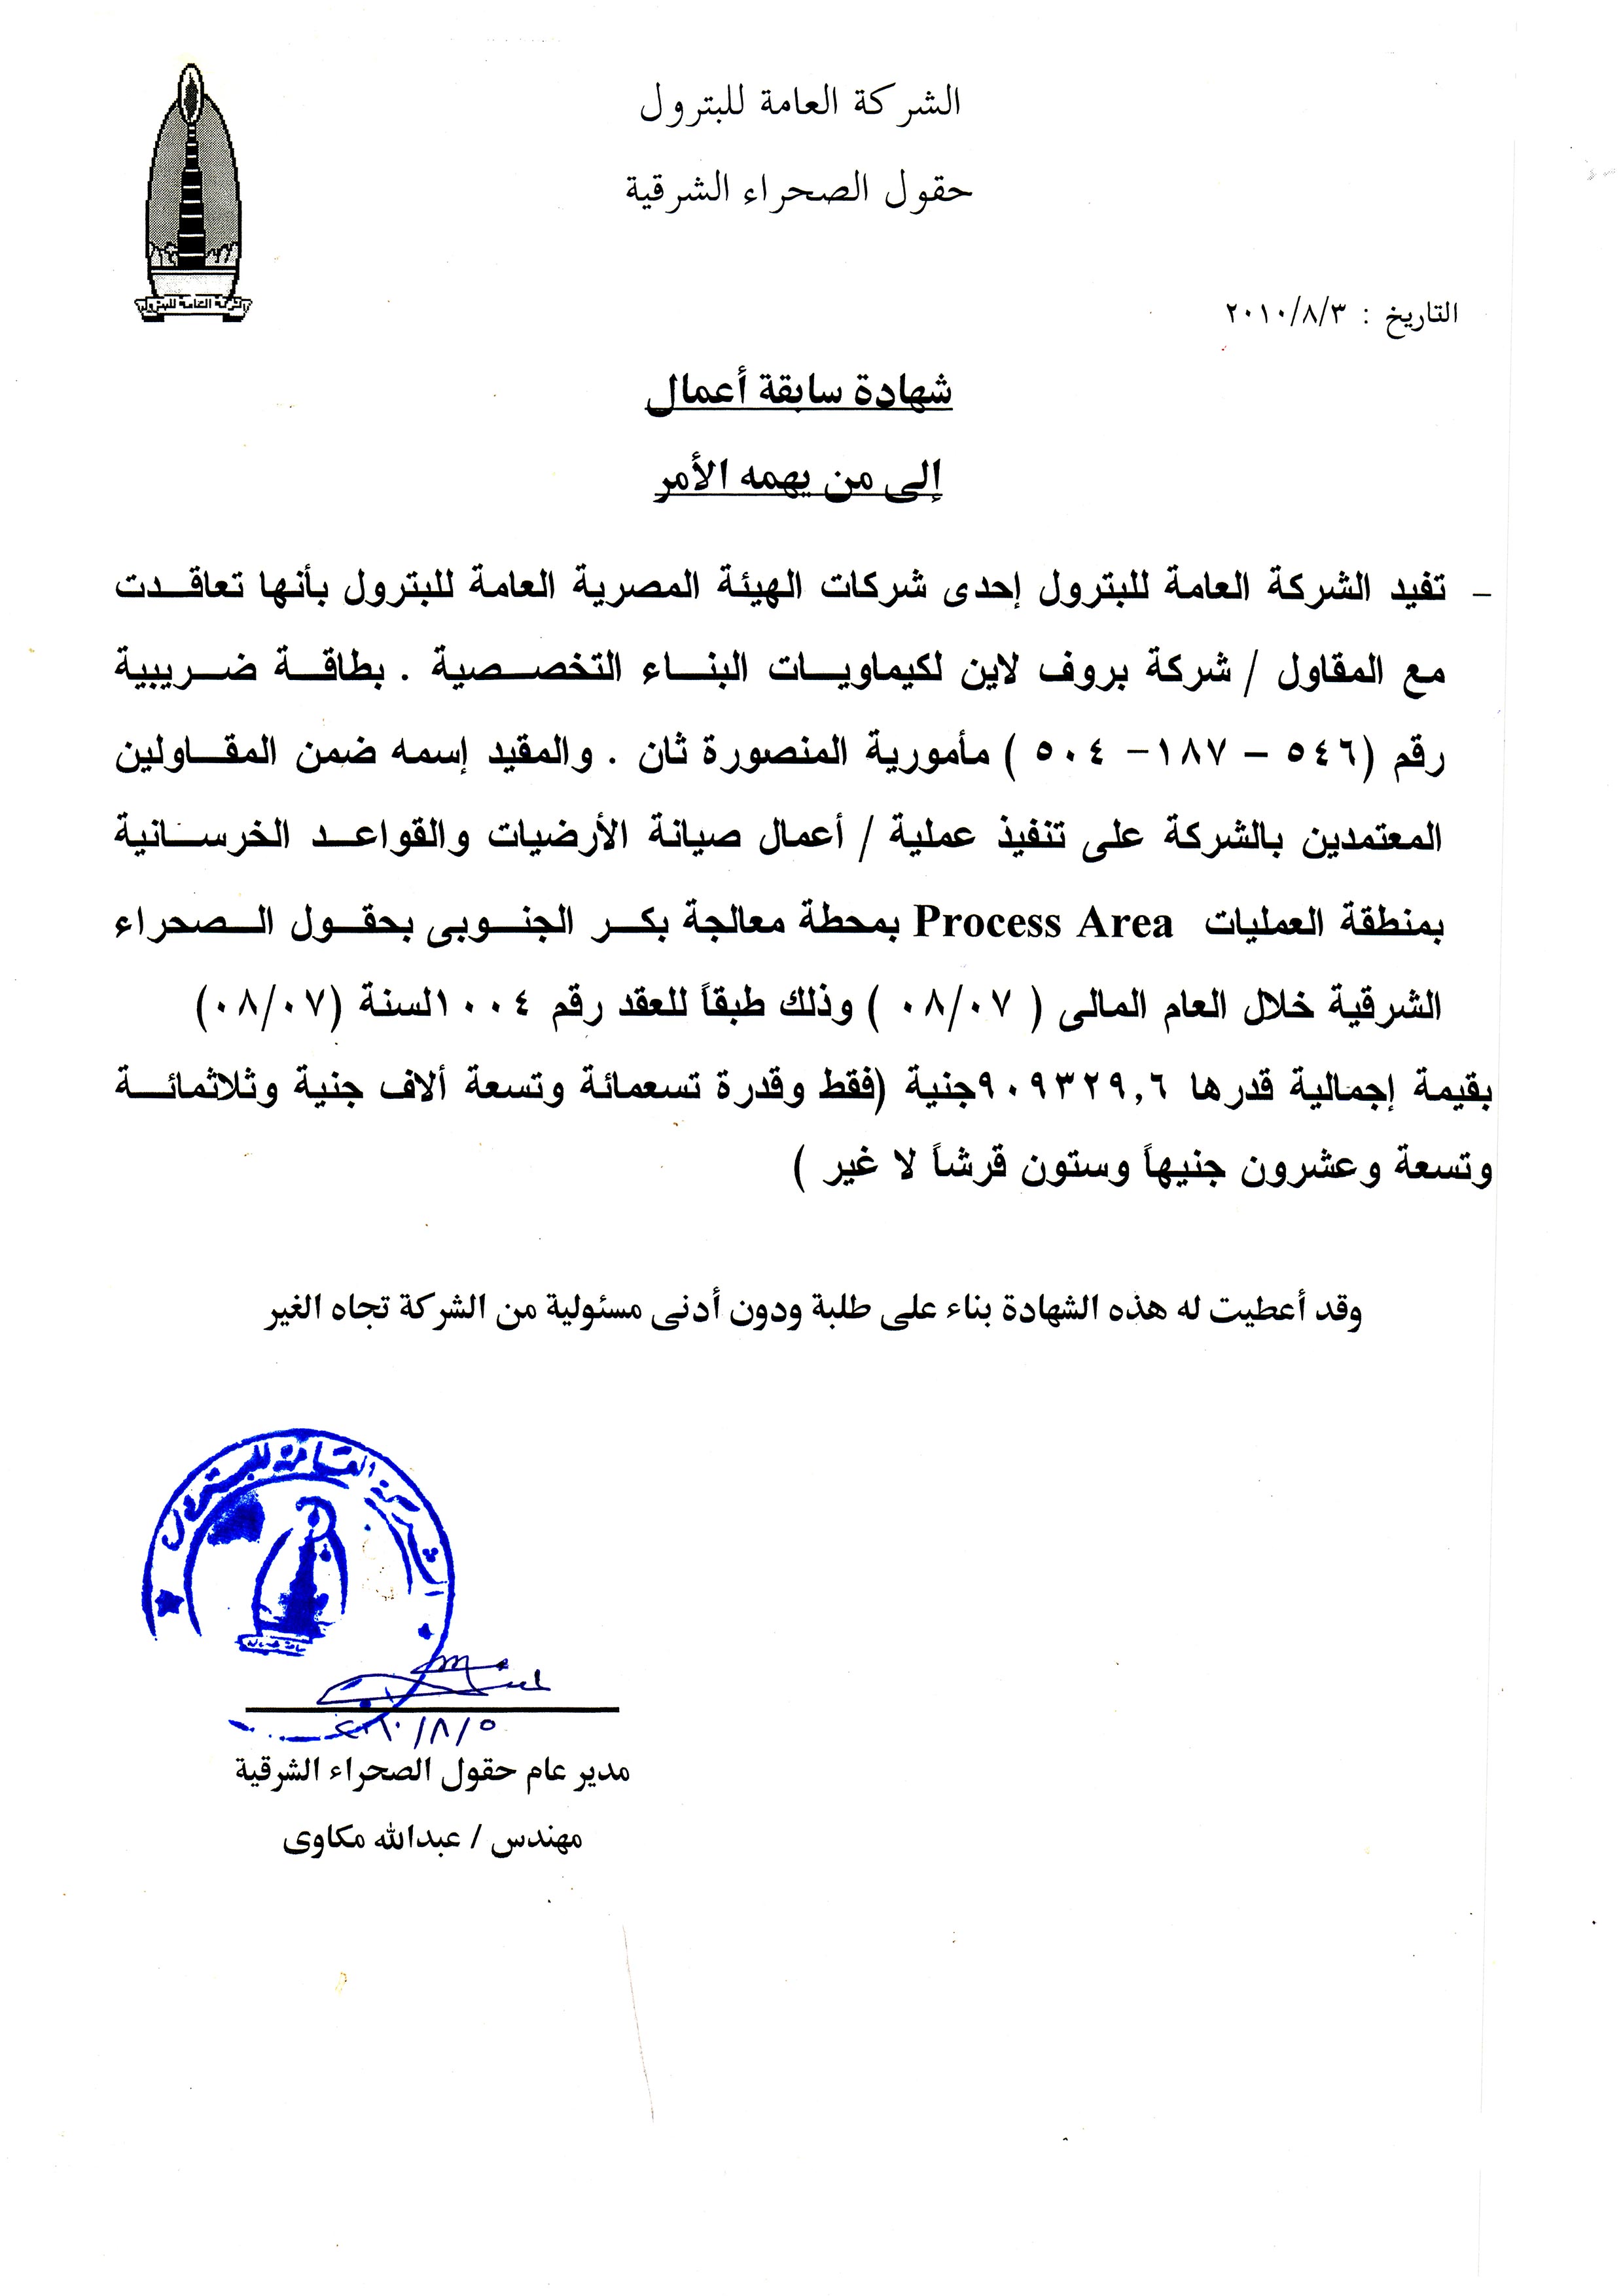 الشركة العامة للبترول
حقول الصحراء الشرقية
الشركة العامة للبترول
التاريخ : ٢٠١٠/٨/٣
شهادة سابقة أعمال
إلى من يهمه الأمر
- تفيد الشركة العامة للبترول إحدى شركات الهيئة المصرية العامة للبترول بأنها تعاقدت
مع المقاول / شركة بروف لاين لكيماويات البناء التخصصية . بطاقة ضريبية
رقم (٥٤٦ – ١٨٧- ٥٠٤ ) مأمورية المنصورة ثان . والمقيد إسمه ضمن المقاولين
المعتمدين بالشركة على تنفيذ عملية / أعمال صيانة الأرضيات والقواعد الخرسانية
بمنطقة العمليات Process Area بمحطة معالجة بكر الجنوبى بحقول الصحراء
الشرقية خلال العام المالى ( ٠٨/٠٧ ) وذلك طبقاً للعقد رقم ١٠٠٤لسنة (٠٨/٠٧)
بقيمة إجمالية قدرها ٩٠٩٣٢٩,٦جنية (فقط وقدرة تسعمائة وتسعة ألاف جنية وثلاثمائة
وتسعة وعشرون جنيهاً وستون قرشاً لا غير )
وقد أعطيت له هذه الشهادة بناء على طلبة ودون أدنى مسئولية من الشركة تجاه الغير
الشركة العامة للبترول
٢٠١٠/٨/٥
مدير عام حقول الصحراء الشرقية
مهندس / عبدالله مكاوى